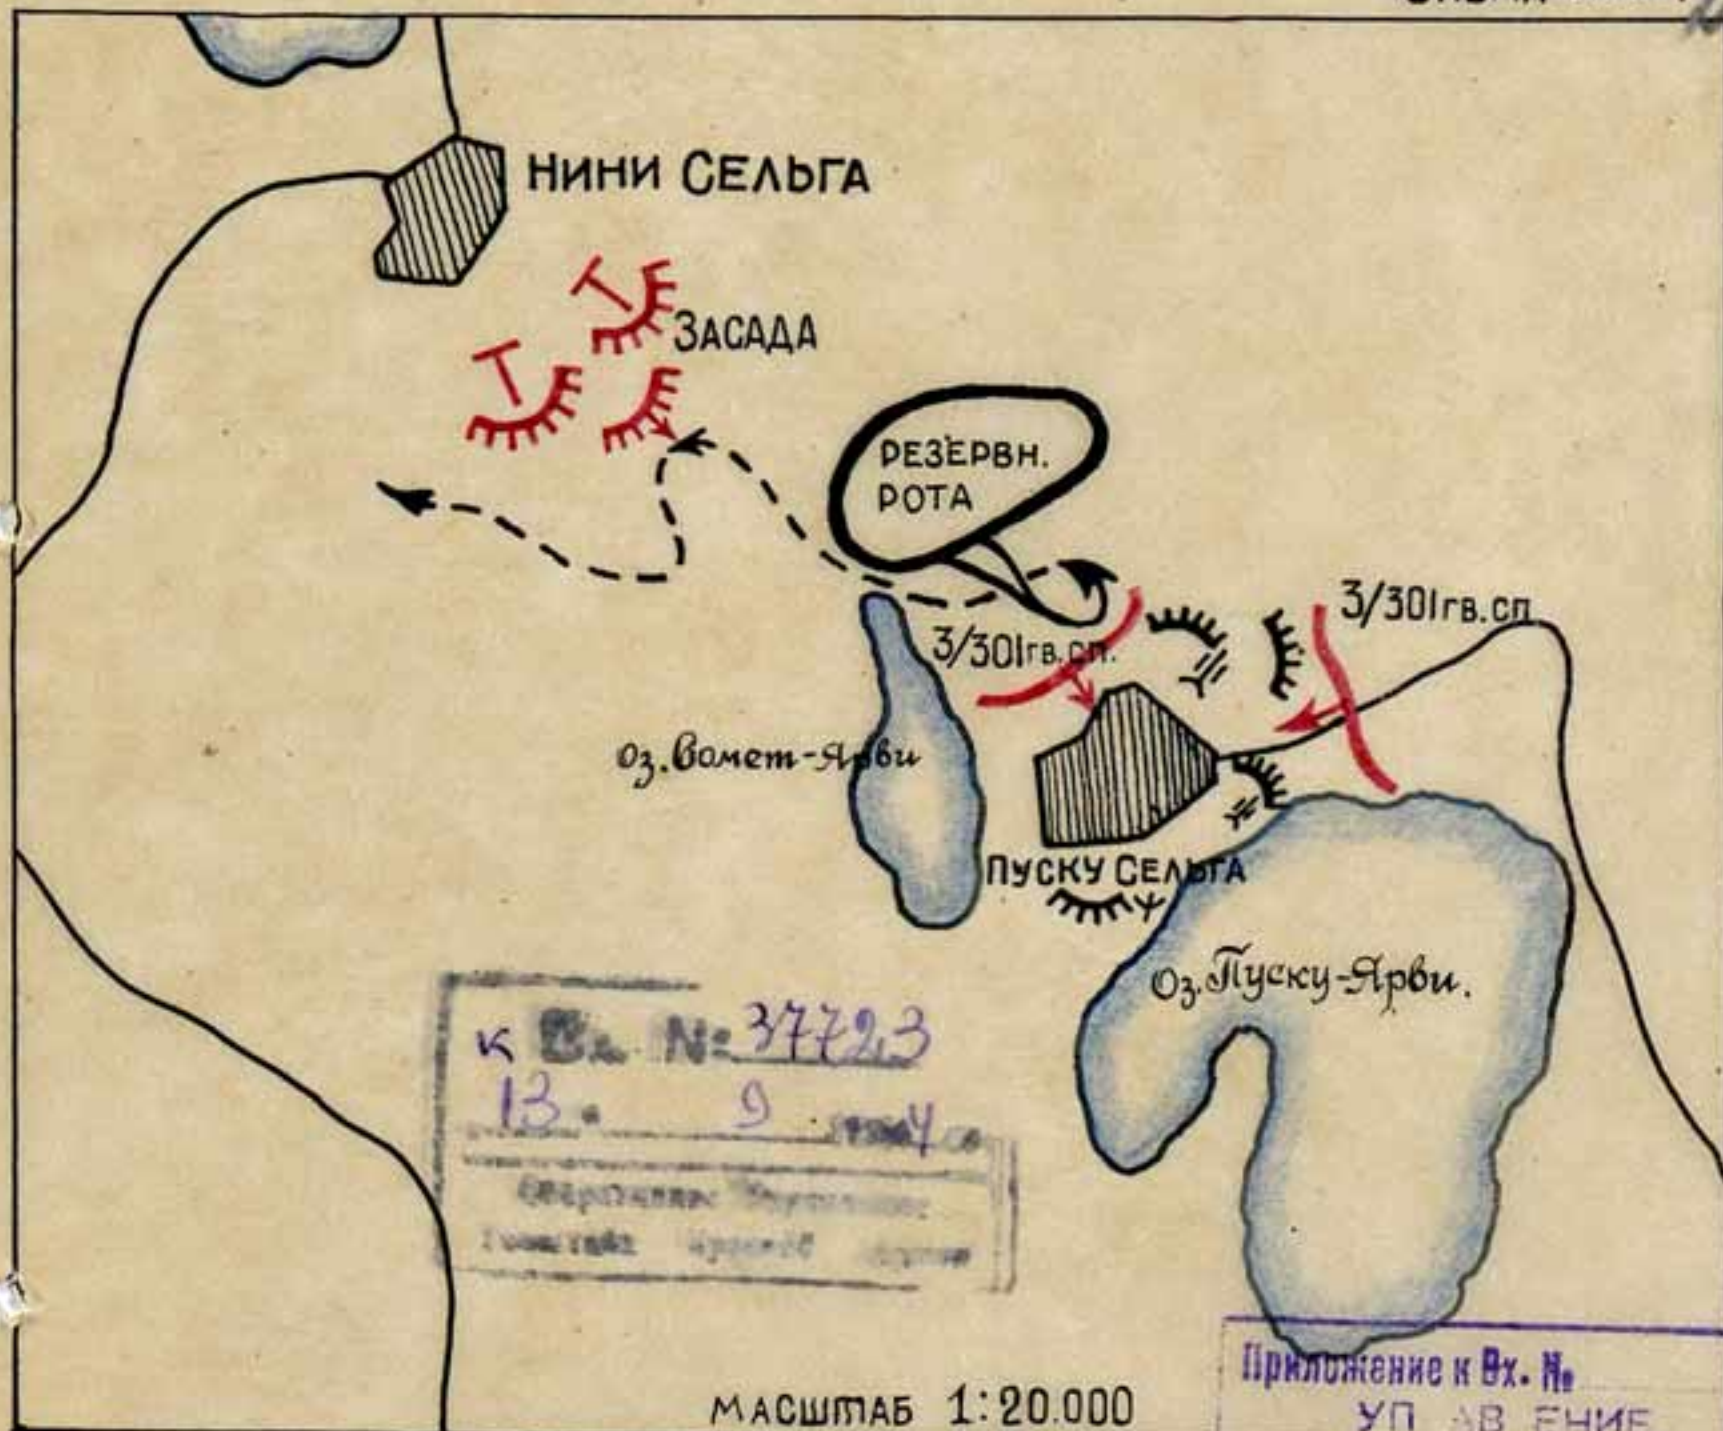 НИНИ СЕЛЬГА
ЗАСАДА
РЕЗЕРВН.
РОТА
3/301гв.сп.
3/301гв.сп
оз. Вомет-Ярви
ПУСКУ СЕЛЬГА
Оз. Пуску-Ярви.
к Вх. № 37723
13 9
МАСШТАБ 1:20.000
Приложение к Вх. №